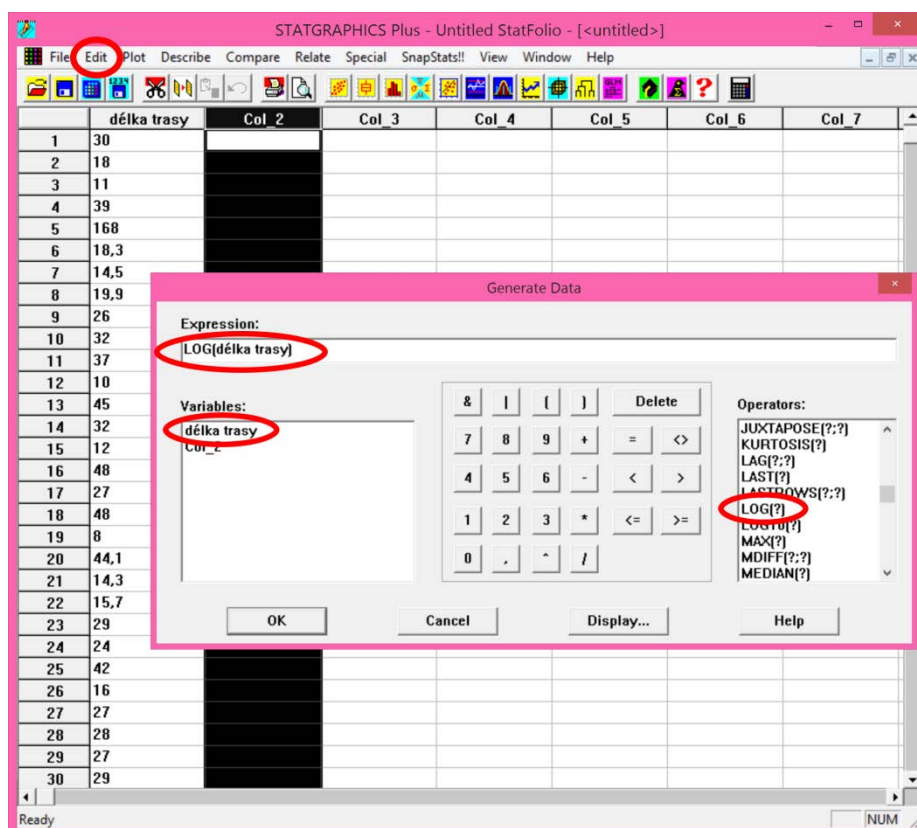 STATGRAPHICS Plus - Untitled StatFolio - [<untitled>]
File Edit Plot Describe Compare Relate Special SnapStats!! View Window Help
délka trasy Col_2 Col_3 Col_4 Col_5 Col_6 Col_7
1 30
2 18
3 11
4 39
5 168
6 18,3
7 14,5
8 19,9
9 26
10 32
11 37
12 10
13 45
14 32
15 12
16 48
17 27
18 48
19 8
20 44,1
21 14,3
22 15,7
23 29
24 24
25 42
26 16
27 27
28 28
29 27
30 29
Generate Data
Expression:
LOG(délka trasy)
Variables:
délka trasy
Col_2
& | ( ) Delete
7 8 9 + = <>
4 5 6 - < >
1 2 3 * <= >=
0 , ^ /
Operators:
JUXTAPOSE(?;?)
KURTOSIS(?)
LAG(?;?)
LAST(?)
LASTROWS(?;?)
LOG(?)
LOG10(?)
MAX(?)
MDIFF(?;?)
MEDIAN(?)
OK Cancel Display... Help
Ready NUM